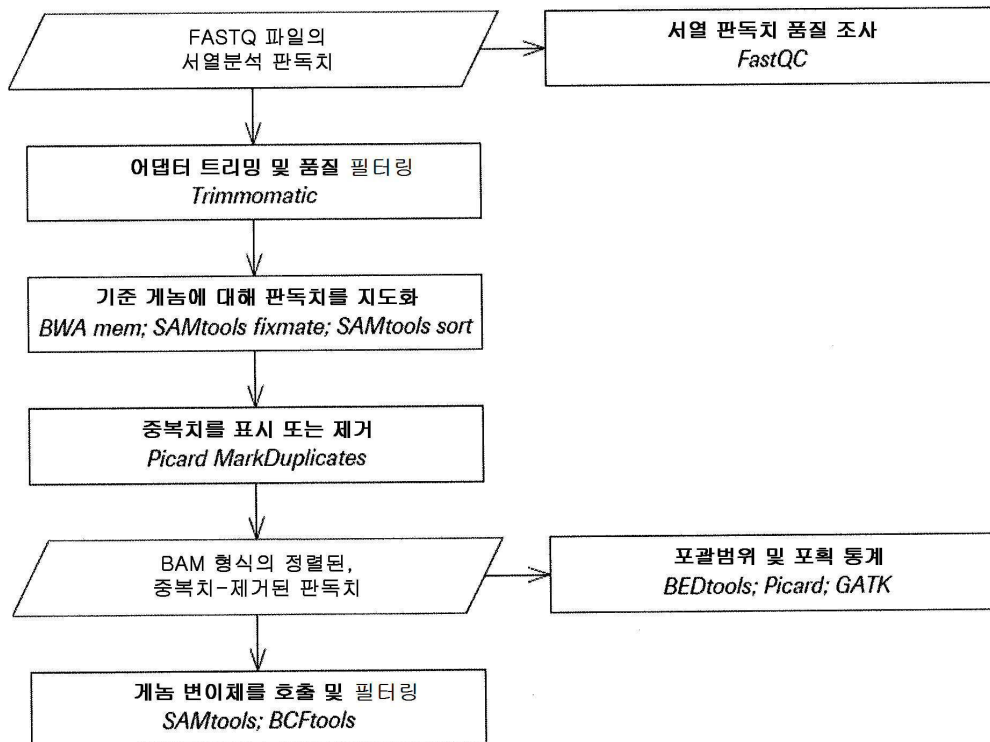 FASTQ 파일의
서열분석 판독치
서열 판독치 품질 조사
FastQC
어댑터 트리밍 및 품질 필터링
Trimmomatic
기준 게놈에 대해 판독치를 지도화
BWA mem; SAMtools fixmate; SAMtools sort
중복치를 표시 또는 제거
Picard MarkDuplicates
BAM 형식의 정렬된,
중복치-제거된 판독치
포괄범위 및 포획 통계
BEDtools; Picard; GATK
게놈 변이체를 호출 및 필터링
SAMtools; BCFtools